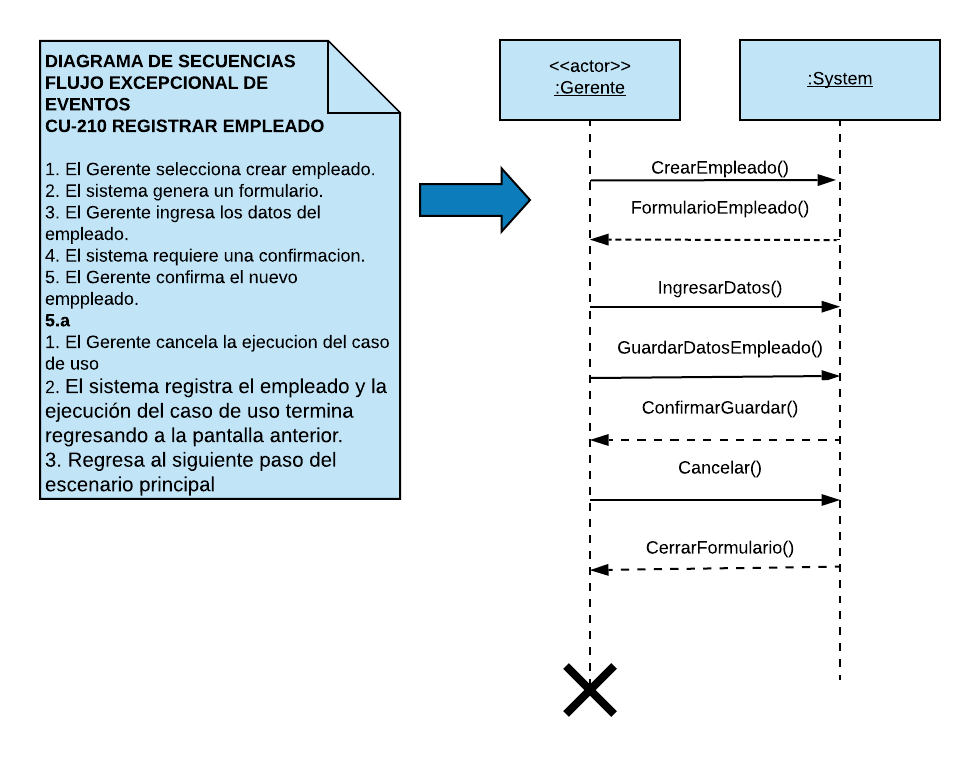 DIAGRAMA DE SECUENCIAS
FLUJO EXCEPCIONAL DE
EVENTOS
CU-210 REGISTRAR EMPLEADO
1. El Gerente selecciona crear empleado.
2. El sistema genera un formulario.
3. El Gerente ingresa los datos del
empleado.
4. El sistema requiere una confirmacion.
5. El Gerente confirma el nuevo
emppleado.
5.a
1. El Gerente cancela la ejecucion del caso
de uso
2. El sistema registra el empleado y la
ejecución del caso de uso termina
regresando a la pantalla anterior.
3. Regresa al siguiente paso del
escenario principal
<<actor>>
:Gerente
:System
CrearEmpleado()
FormularioEmpleado()
IngresarDatos()
GuardarDatosEmpleado()
ConfirmarGuardar()
Cancelar()
CerrarFormulario()